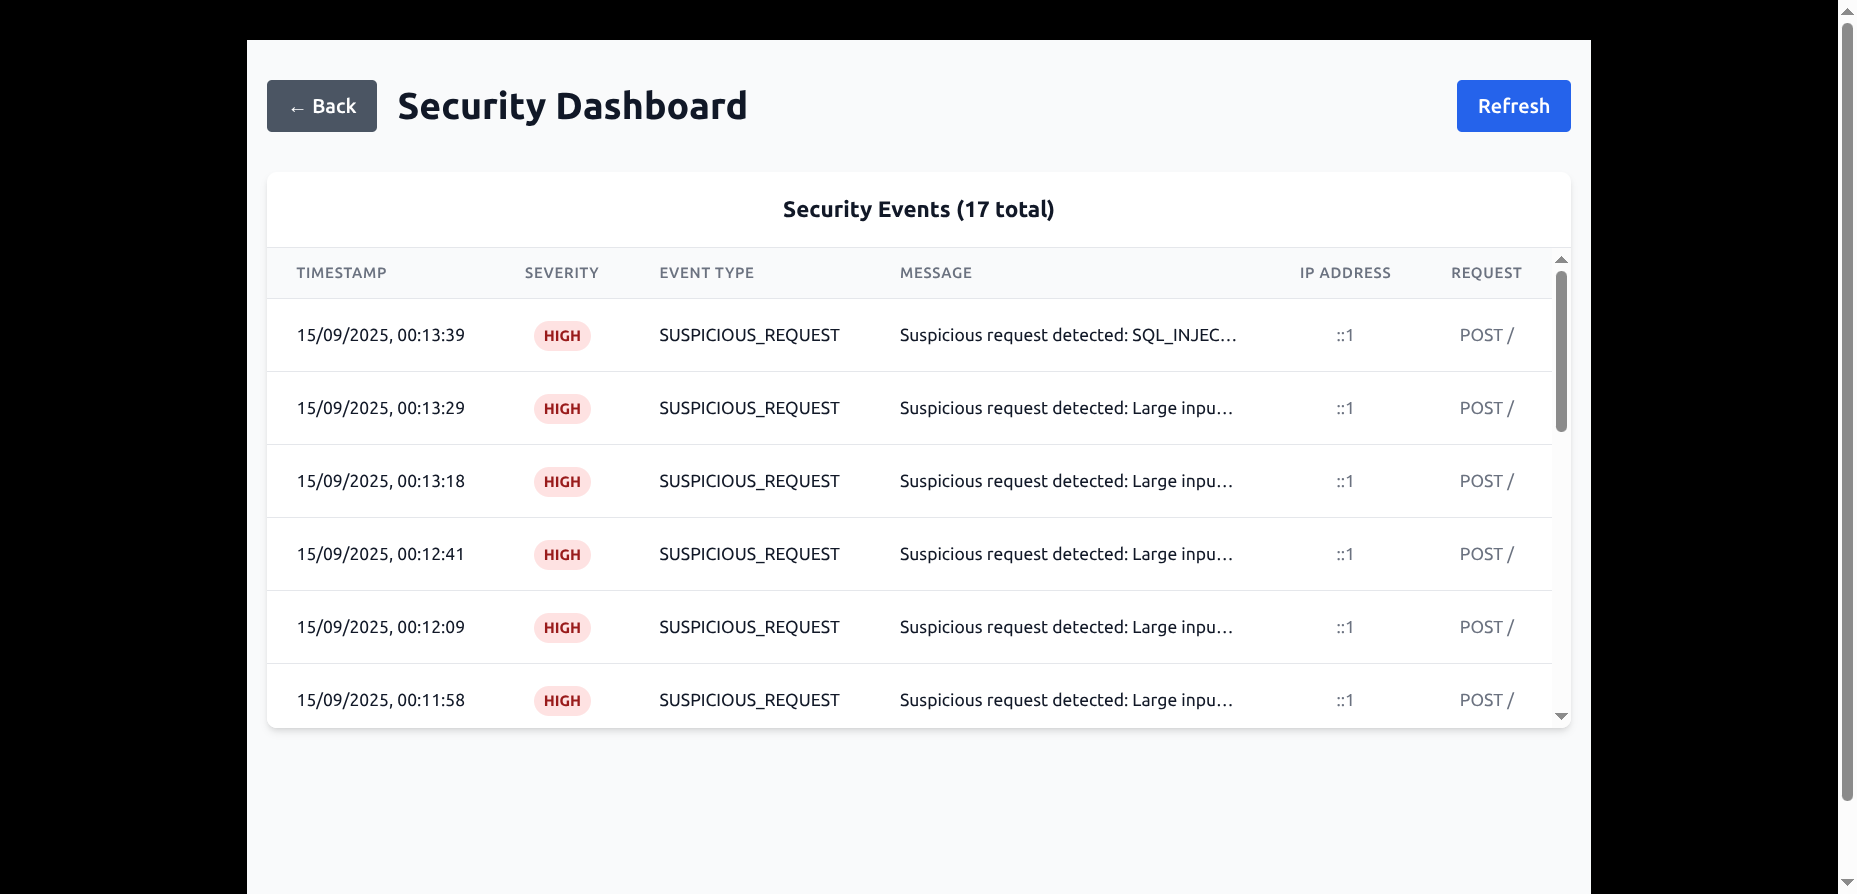 ← Back Security Dashboard Refresh
Security Events (17 total)
TIMESTAMP SEVERITY EVENT TYPE MESSAGE IP ADDRESS REQUEST
15/09/2025, 00:13:39 HIGH SUSPICIOUS_REQUEST Suspicious request detected: SQL_INJEC... ::1 POST /
15/09/2025, 00:13:29 HIGH SUSPICIOUS_REQUEST Suspicious request detected: Large inpu... ::1 POST /
15/09/2025, 00:13:18 HIGH SUSPICIOUS_REQUEST Suspicious request detected: Large inpu... ::1 POST /
15/09/2025, 00:12:41 HIGH SUSPICIOUS_REQUEST Suspicious request detected: Large inpu... ::1 POST /
15/09/2025, 00:12:09 HIGH SUSPICIOUS_REQUEST Suspicious request detected: Large inpu... ::1 POST /
15/09/2025, 00:11:58 HIGH SUSPICIOUS_REQUEST Suspicious request detected: Large inpu... ::1 POST /